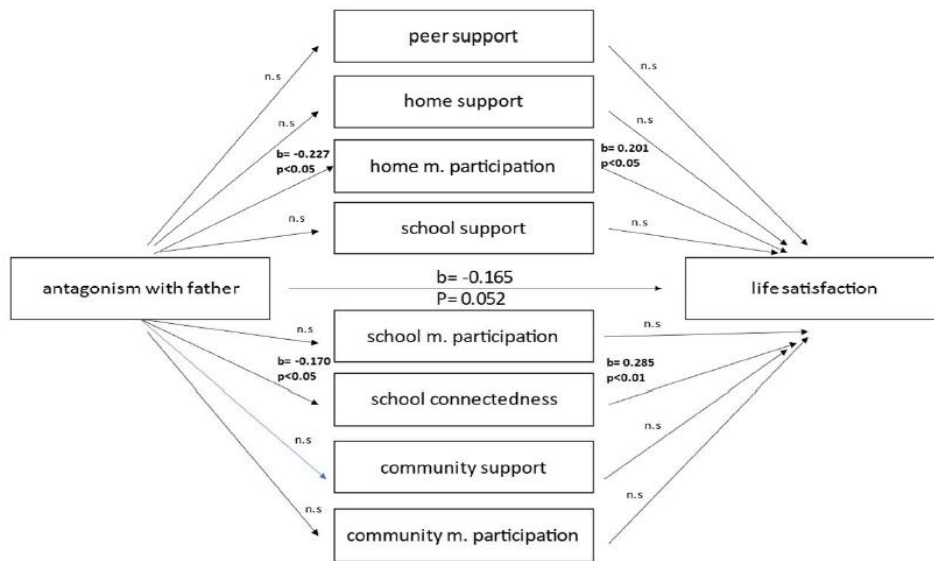 peer support
n.s
n.s
home support
n.s
n.s
b= -0.227
p<0.05
home m. participation
b= 0.201
p<0.05
n.s
school support
n.s
antagonism with father
b= -0.165
P= 0.052
life satisfaction
n.s
school m. participation
n.s
b= -0.170
p<0.05
school connectedness
b= 0.285
p<0.01
n.s
community support
n.s
n.s
community m. participation
n.s